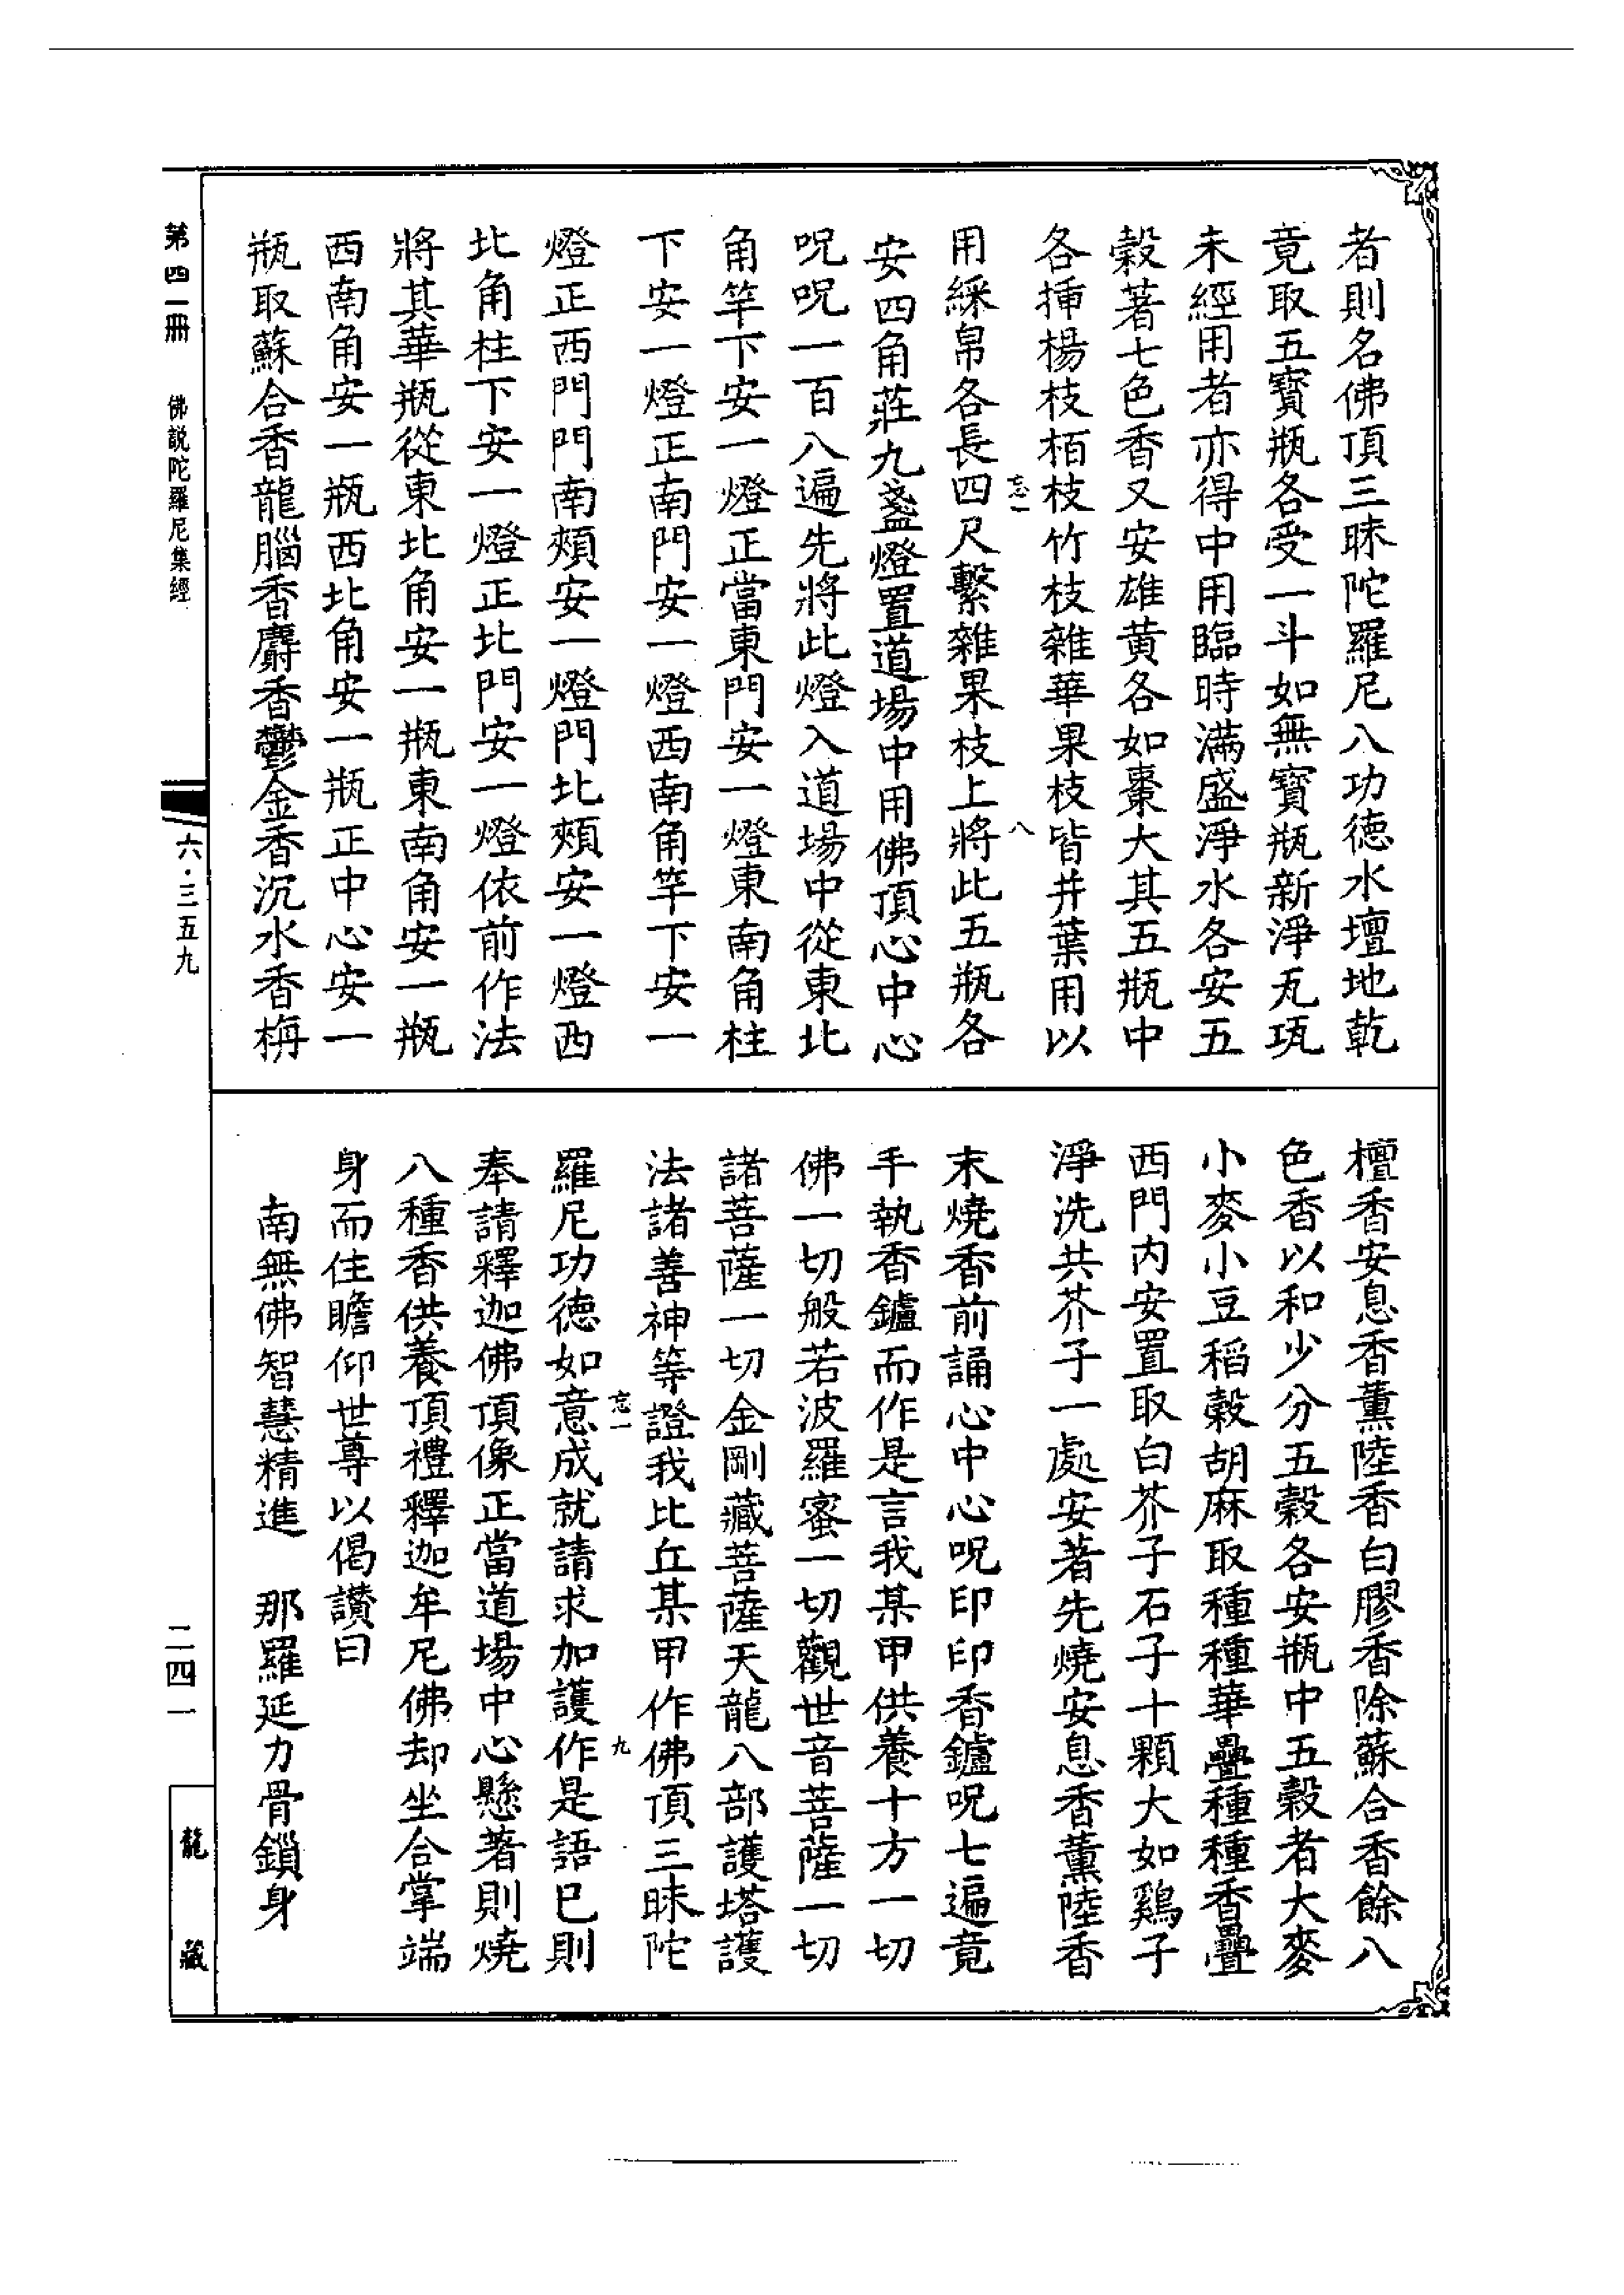 者則名佛頂三昧陀羅尼八功德水壇地乾
竟取五寶瓶各受一斗如無寶瓶新淨瓦瓨
未經用者亦得中用臨時滿盛淨水各安五
穀著七色香又安雄黃各如棗大其五瓶中
各揷楊枝栢枝竹枝雜華果枝皆并葉用以
忘一 八
用綵帛各長四尺繫雜果枝上將此五瓶各
安四角莊九盞燈置道場中用佛頂心中心
呪呪一百八遍先將此燈入道場中從東北
角竿下安一燈正當東門安一燈東南角柱
下安一燈正南門安一燈西南角竿下安一
燈正西門門南頰安一燈門北頰安一燈西
北角柱下安一燈正北門安一燈依前作法
將其華瓶從東北角安一瓶東南角安一瓶
西南角安一瓶西北角安一瓶正中心安一
瓶取蘇合香龍腦香麝香鬱金香沉水香栴
檀香安息香薰陸香白膠香除蘇合香餘八
色香以和少分五穀各安瓶中五穀者大麥
小麥小豆稻穀胡麻取種種華疊種種香疊
西門內安置取白芥子石子十顆大如鷄子
淨洗共芥子一處安著先燒安息香薰陸香
末燒香前誦心中心呪印印香鑪呪七遍竟
手執香鑪而作是言我某甲供養十方一切
佛一切般若波羅蜜一切觀世音菩薩一切
諸菩薩一切金剛藏菩薩天龍八部護塔護
法諸善神等證我比丘某甲作佛頂三昧陀
忘一 九
羅尼功德如意成就請求加護作是語已則
奉請釋迦佛頂像正當道場中心懸著則燒
八種香供養頂禮釋迦牟尼佛却坐合掌端
身而住瞻仰世尊以偈讚曰
南無佛智慧精進 那羅延力骨鎖身
第四一冊 佛說陀羅尼集經
六·三五九
二四一
龍藏